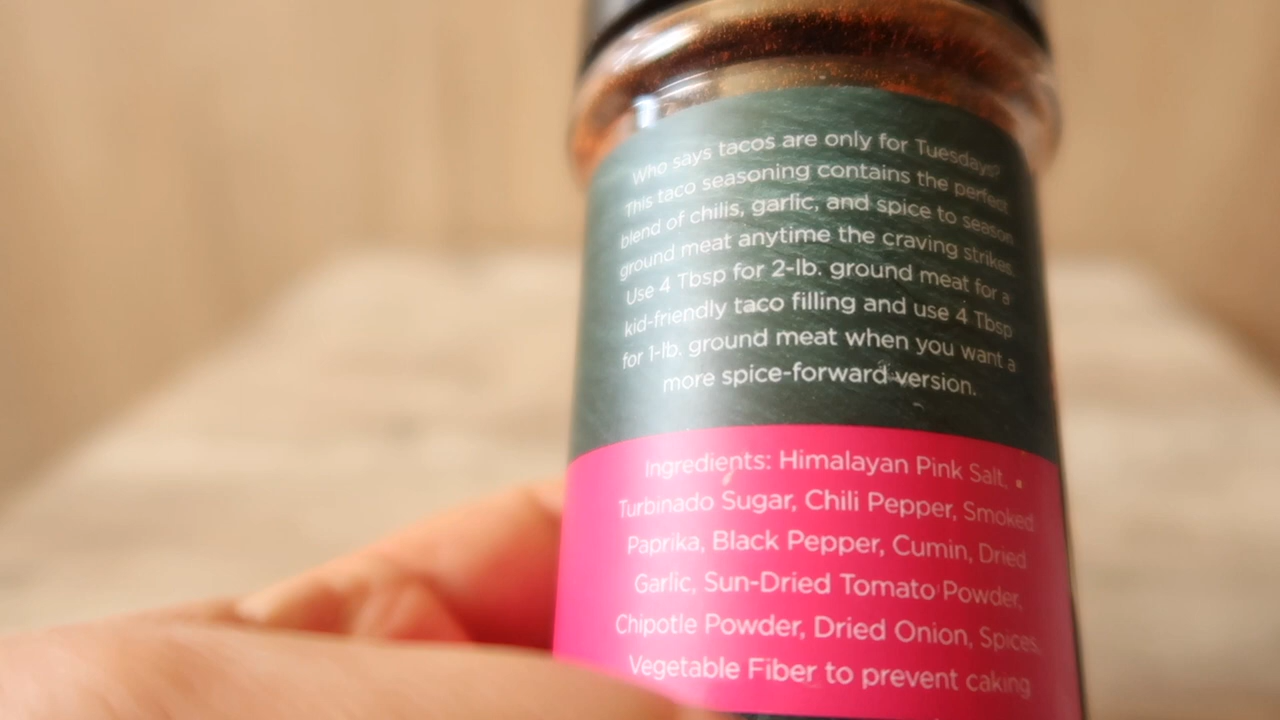 Who says tacos are only for Tuesdays?
This taco seasoning contains the perfect
blend of chilis, garlic, and spice to season
ground meat anytime the craving strikes.
Use 4 Tbsp for 2-lb. ground meat for a
kid-friendly taco filling and use 4 Tbsp
for 1-lb. ground meat when you want a
more spice-forward version.
Ingredients: Himalayan Pink Salt,
Turbinado Sugar, Chili Pepper, Smoked
Paprika, Black Pepper, Cumin, Dried
Garlic, Sun-Dried Tomato Powder,
Chipotle Powder, Dried Onion, Spices,
Vegetable Fiber to prevent caking